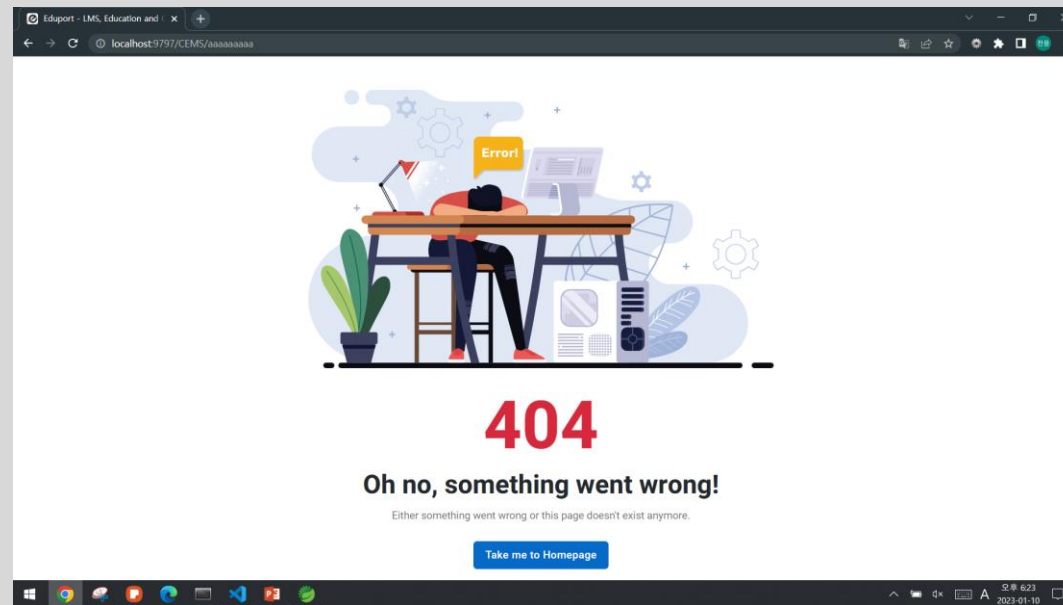 Eduport - LMS, Education and
localhost:9797/CEMS/aaaaaaaaa
Error!
404
Oh no, something went wrong!
Either something went wrong or this page doesn't exist anymore.
Take me to Homepage
A
오후 6:23
2023-01-10